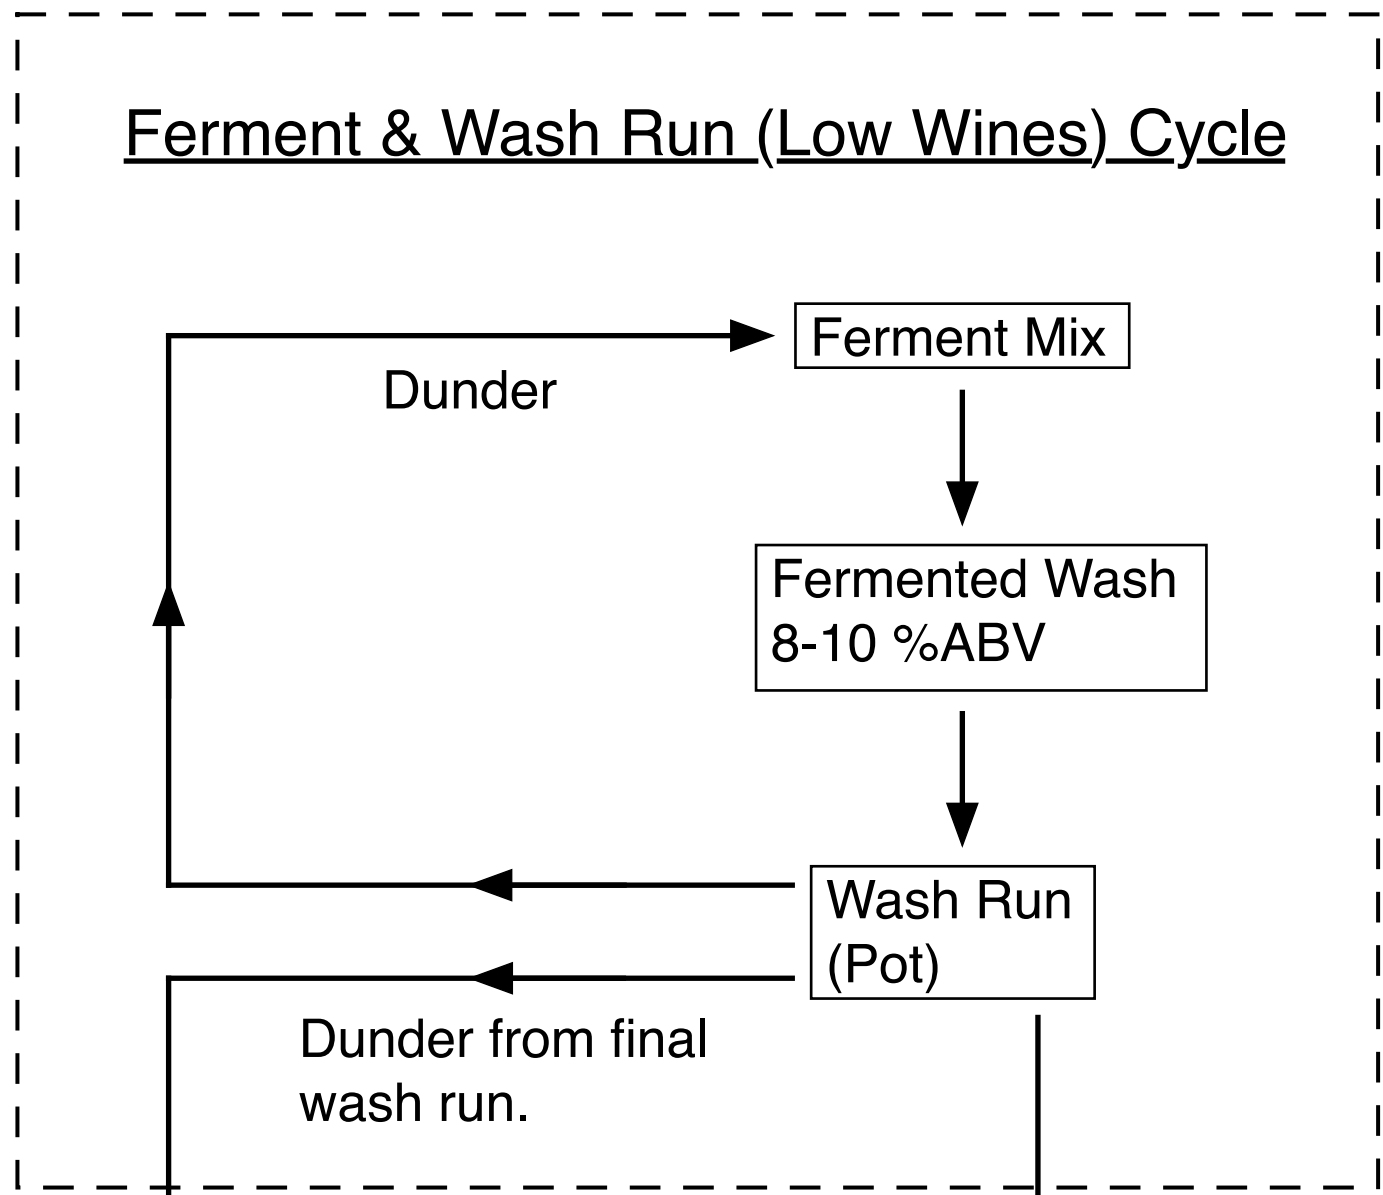 Ferment & Wash Run (Low Wines) Cycle
Ferment Mix
Dunder
Fermented Wash
8-10 %ABV
Wash Run
(Pot)
Dunder from final
wash run.